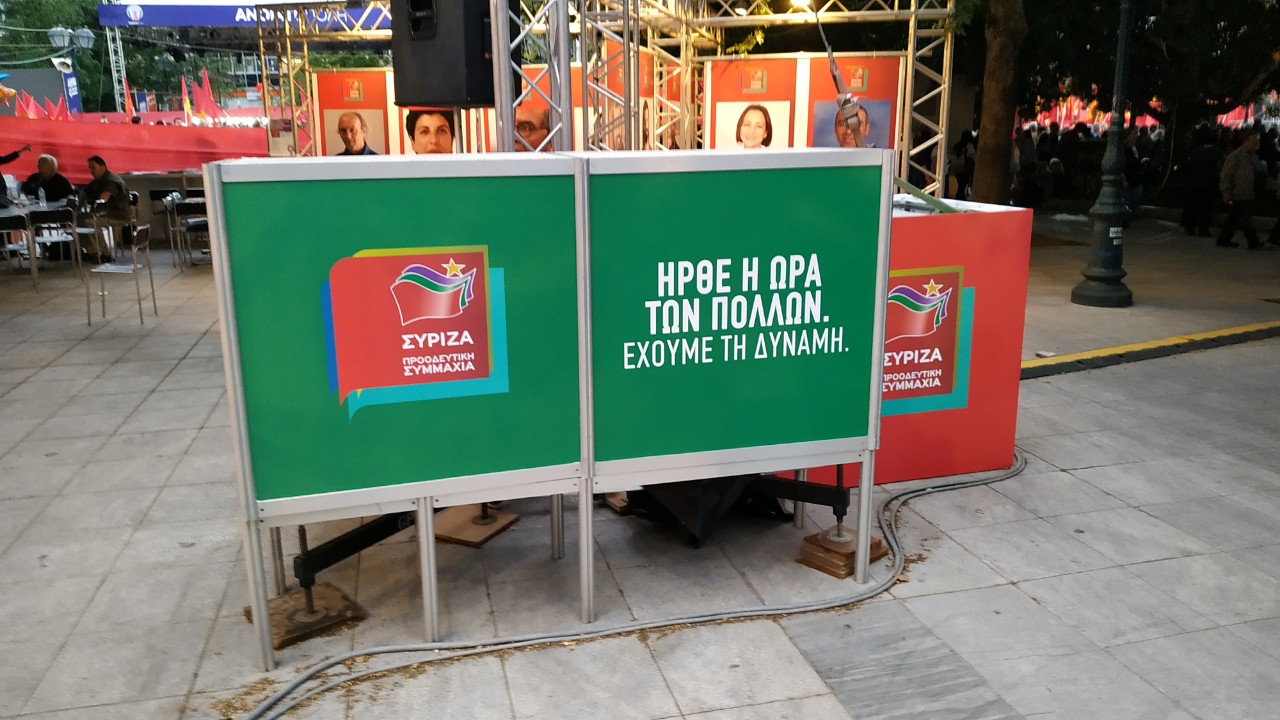 ΣΥΡΙΖΑ
ΠΡΟΟΔΕΥΤΙΚΗ
ΣΥΜΜΑΧΙΑ
ΗΡΘΕ Η ΩΡΑ
ΤΩΝ ΠΟΛΛΩΝ.
ΕΧΟΥΜΕ ΤΗ ΔΥΝΑΜΗ.
ΣΥΡΙΖΑ
ΠΡΟΟΔΕΥΤΙΚΗ
ΣΥΜΜΑΧΙΑ